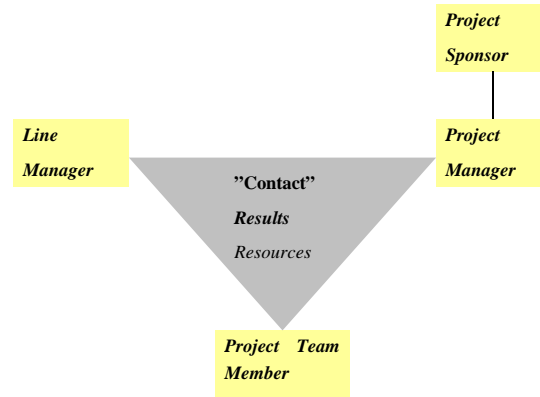 Project
Sponsor
Line
Manager
Project
Manager
”Contact”
Results
Resources
Project Team
Member